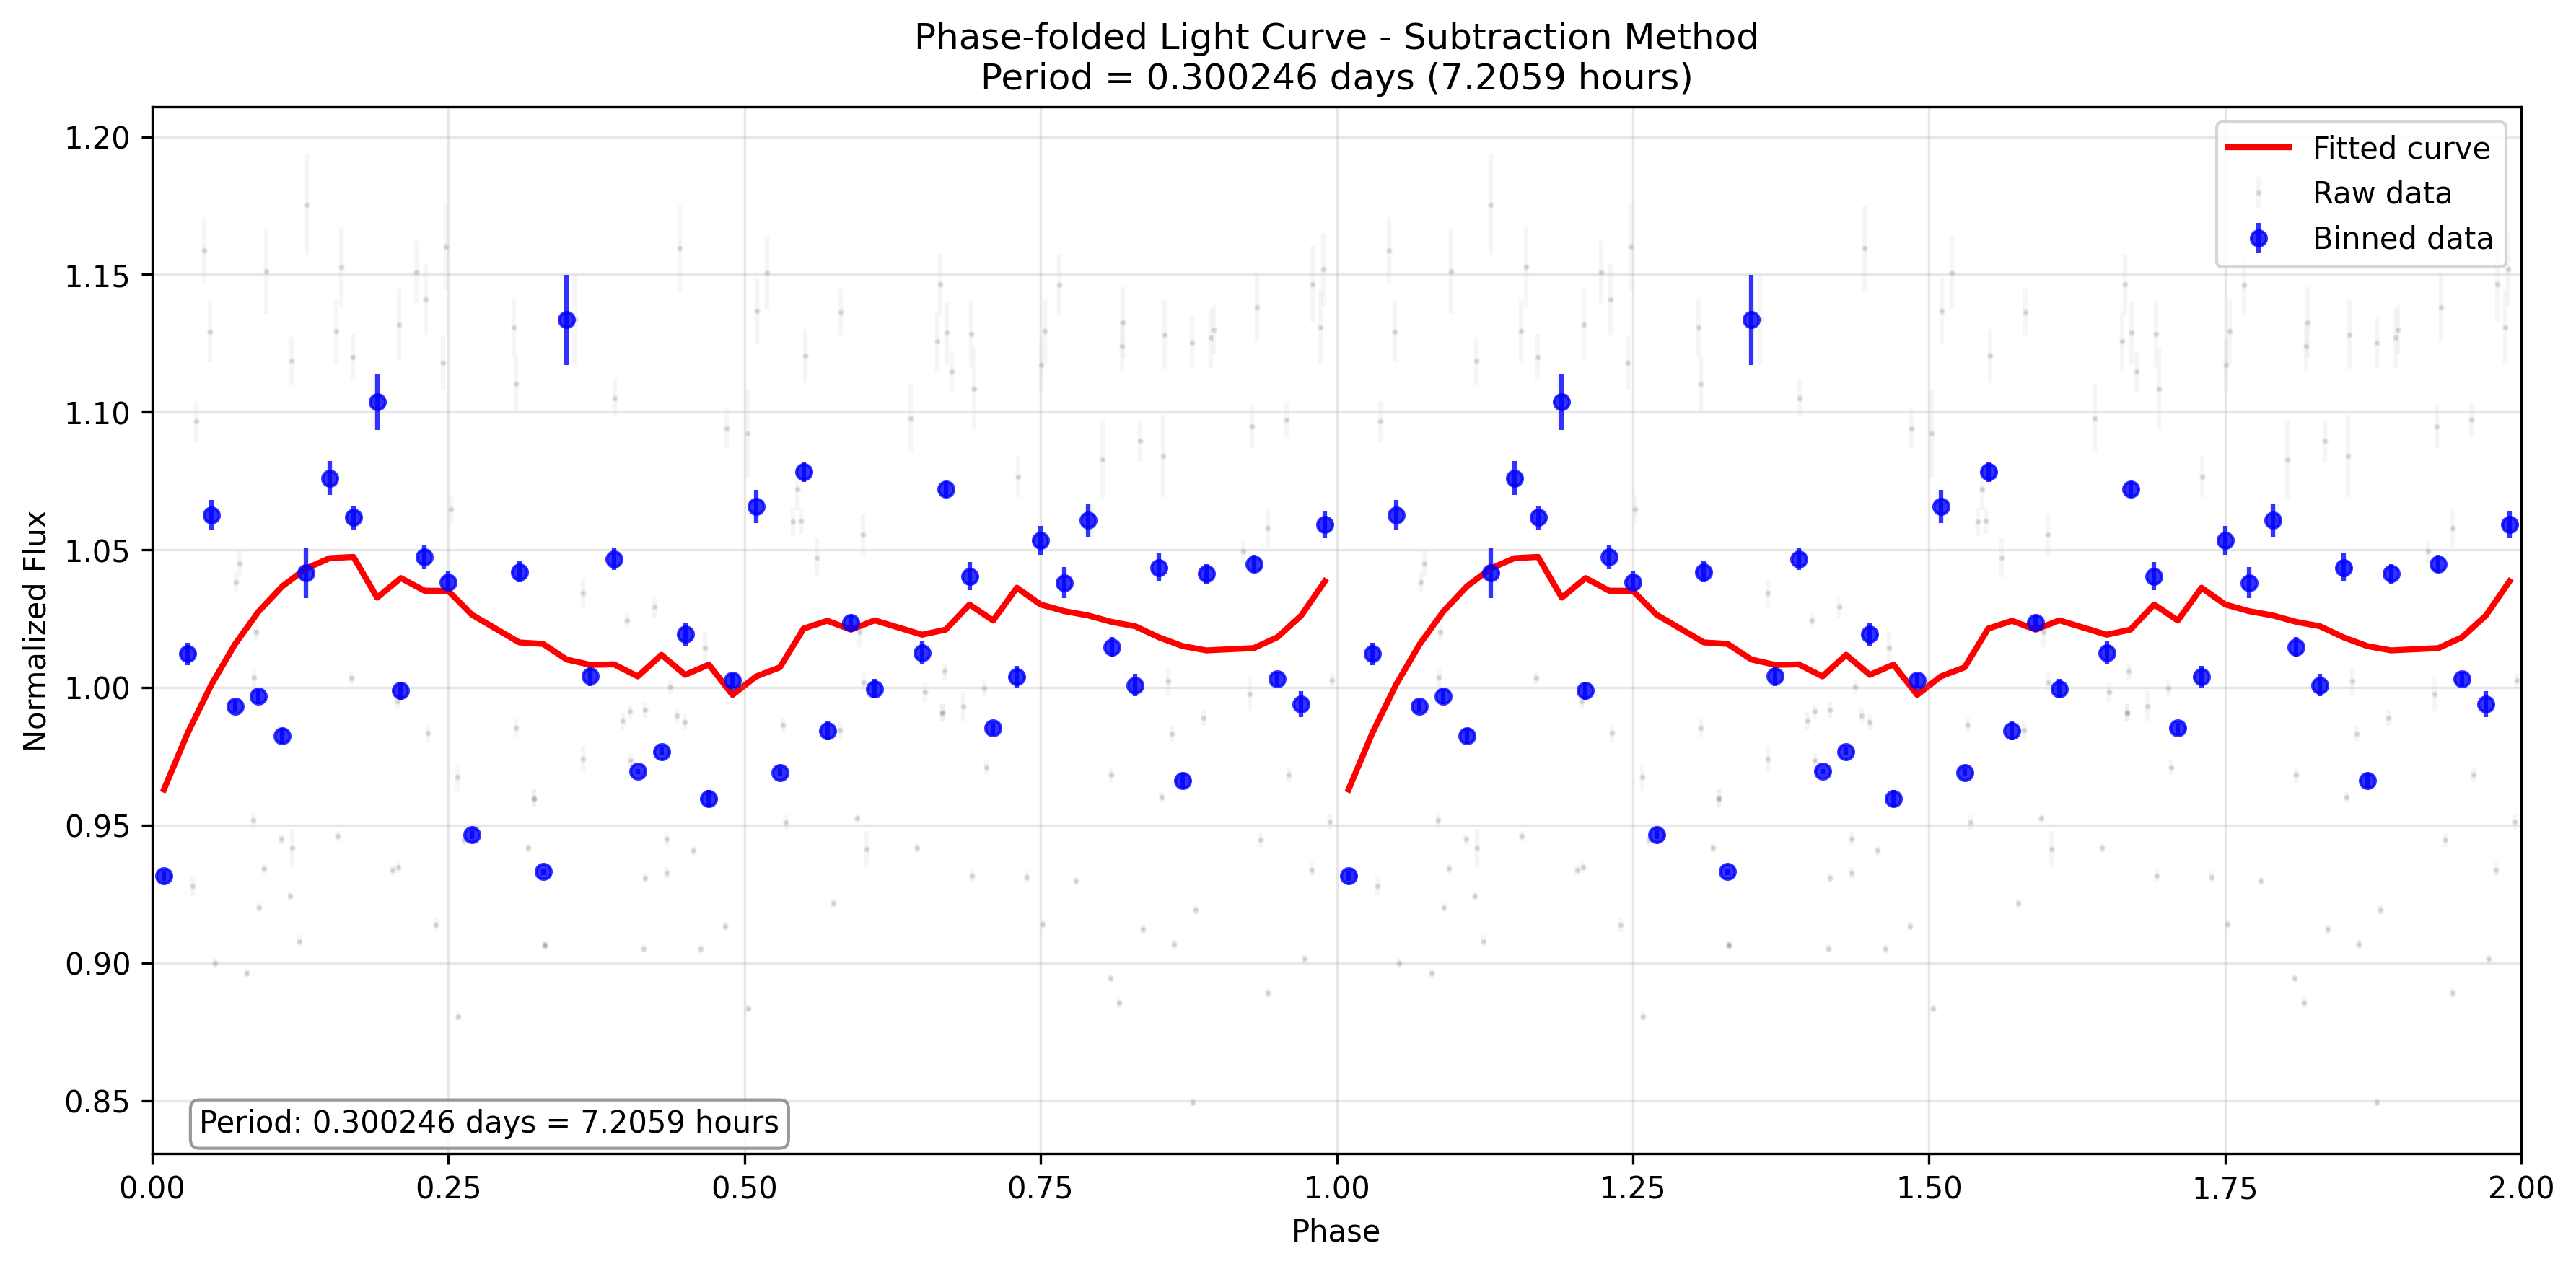 Phase-folded Light Curve - Subtraction Method
Period = 0.300246 days (7.2059 hours)
Normalized Flux
1.20
1.15
1.10
1.05
1.00
0.95
0.90
0.85
Fitted curve
Raw data
Binned data
Period: 0.300246 days = 7.2059 hours
0.00 0.25 0.50 0.75 1.00 1.25 1.50 1.75 2.00
Phase